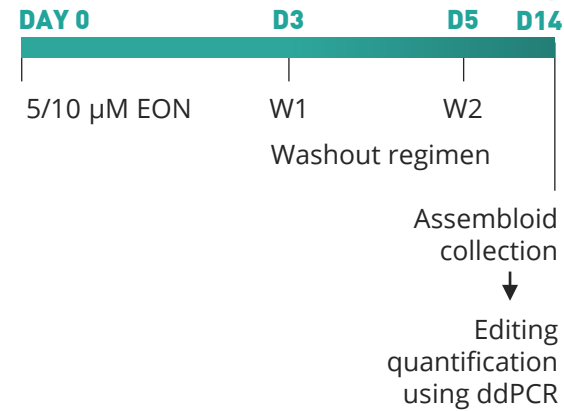 DAY 0 D3 D5 D14
5/10 µM EON W1 W2
Washout regimen
Assembloid
collection
Editing
quantification
using ddPCR